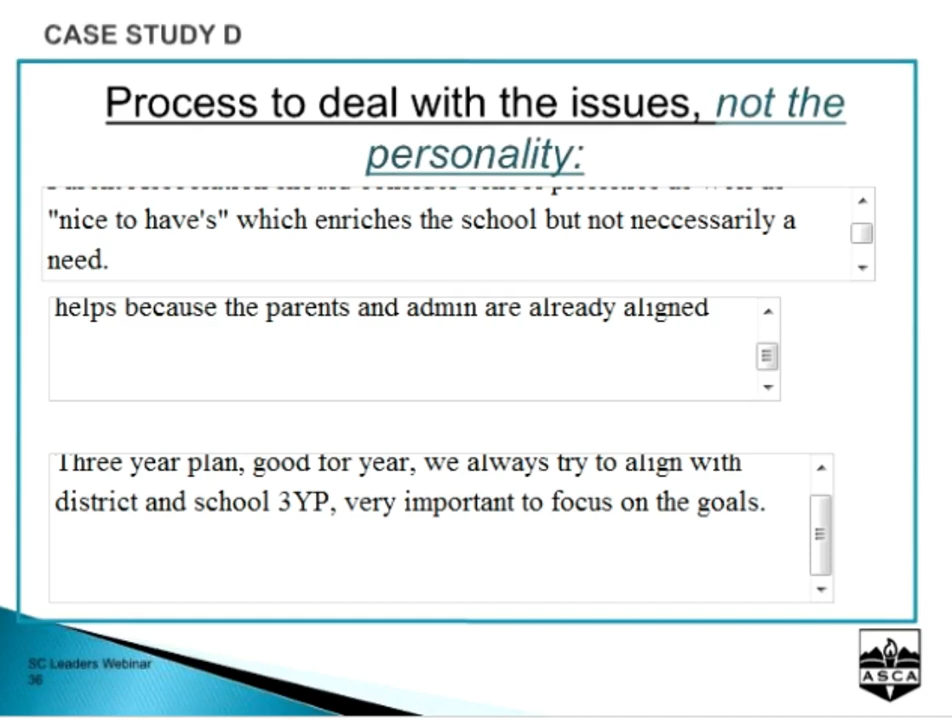 CASE STUDY D
Process to deal with the issues, not the
personality:
"nice to have's" which enriches the school but not neccessarily a
need.
helps because the parents and admin are already aligned
Three year plan, good for year, we always try to align with
district and school 3YP, very important to focus on the goals.
SC Leaders Webinar
36
ASCA